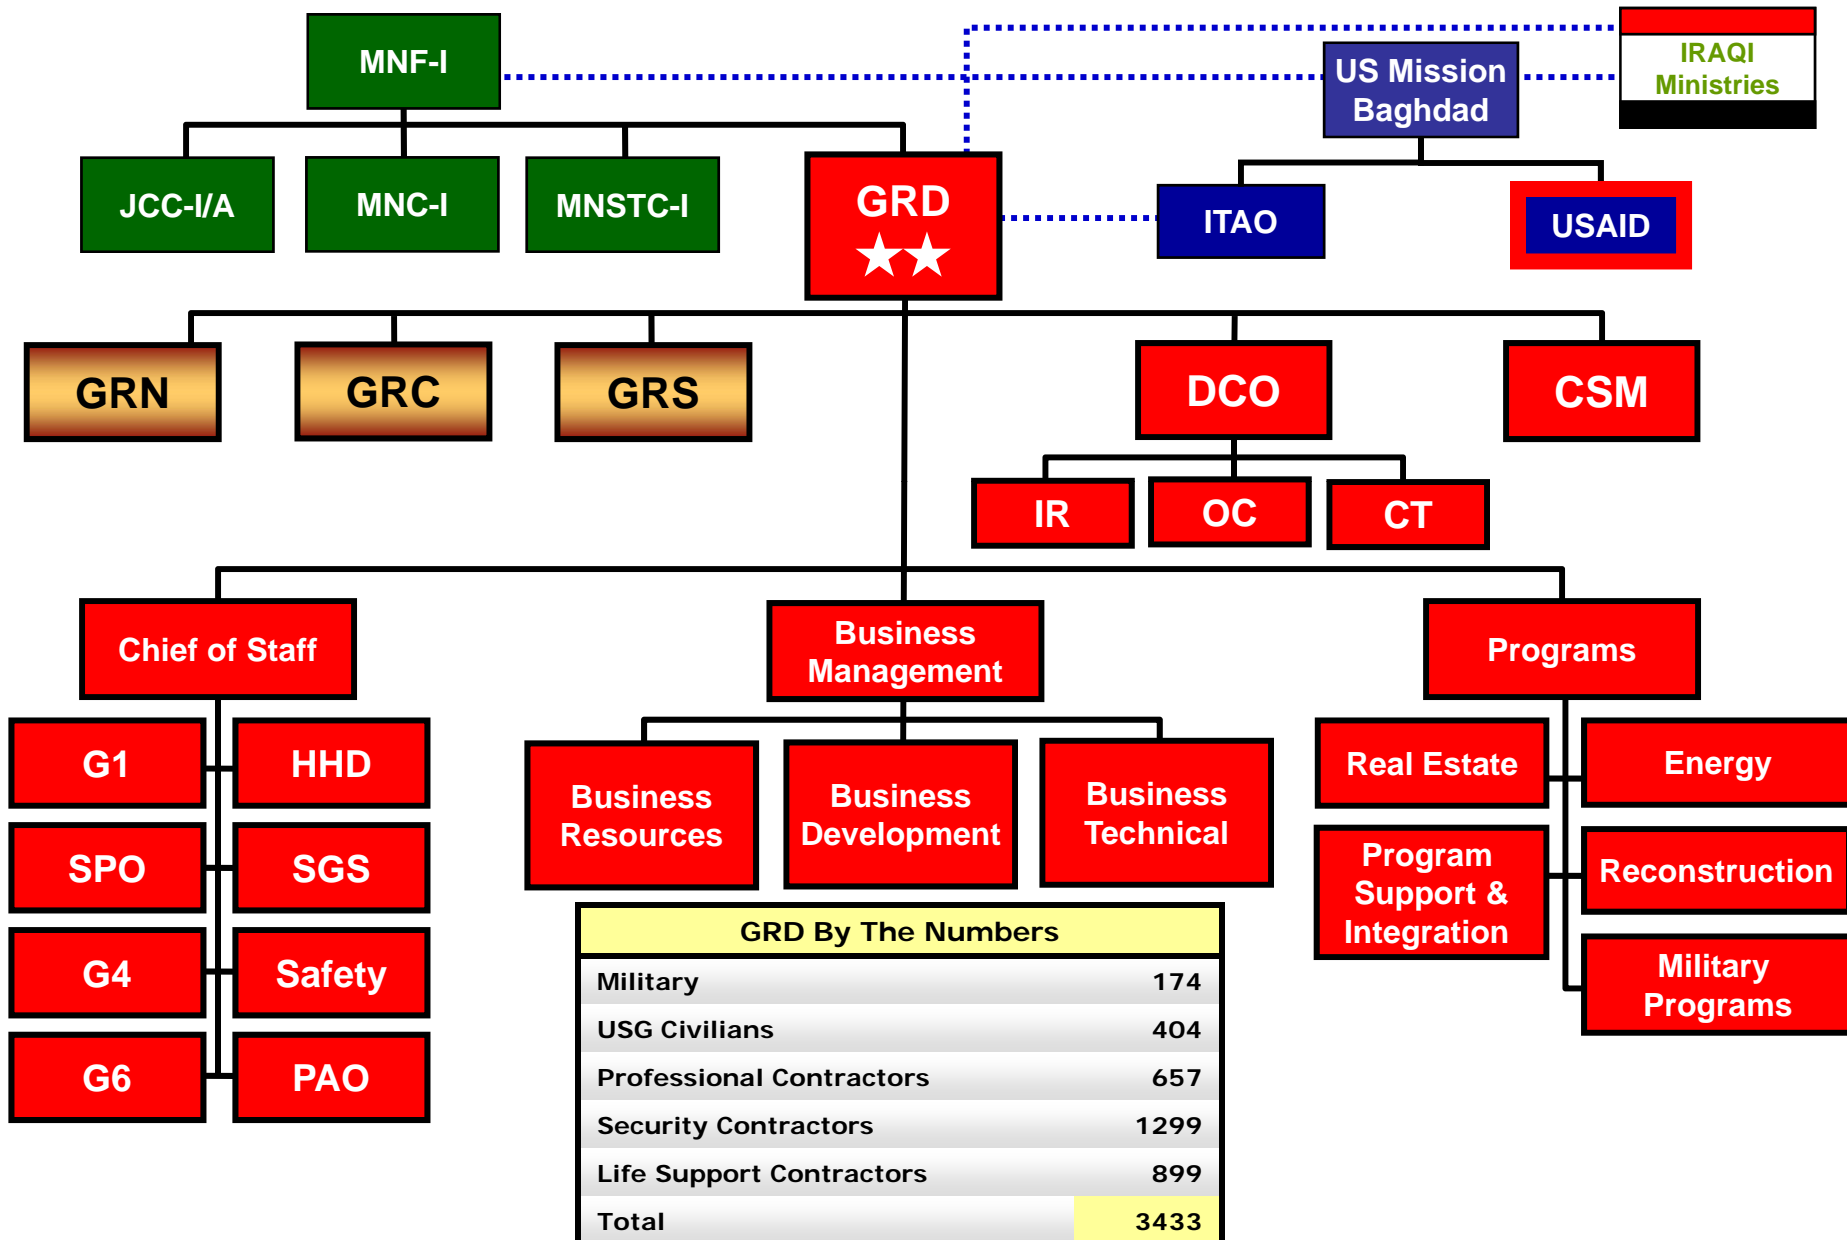 MNF-I
US Mission
Baghdad
IRAQI
Ministries
JCC-I/A
MNC-I
MNSTC-I
GRD
ITAO
USAID
GRN
GRC
GRS
DCO
CSM
IR
OC
CT
Chief of Staff
Business
Management
Programs
G1
HHD
SPO
SGS
G4
Safety
G6
PAO
Business
Resources
Business
Development
Business
Technical
Real Estate
Energy
Program
Support &
Integration
Reconstruction
Military
Programs
GRD By The Numbers
Military 174
USG Civilians 404
Professional Contractors 657
Security Contractors 1299
Life Support Contractors 899
Total 3433